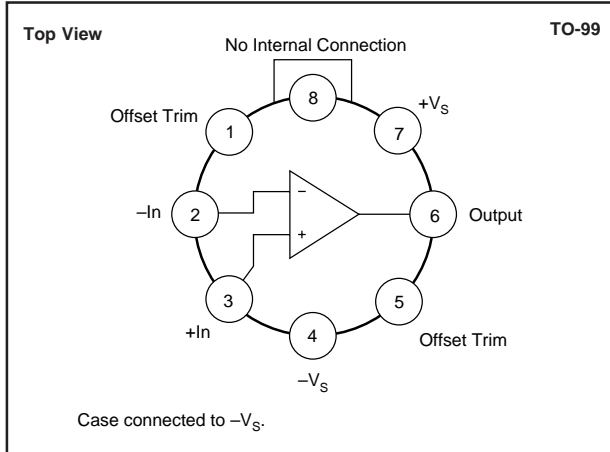 Top View
TO-99
No Internal Connection
8
Offset Trim
1
+VS
7
–In
2
–
+
6
Output
3
+In
5
Offset Trim
4
–VS
Case connected to –VS.